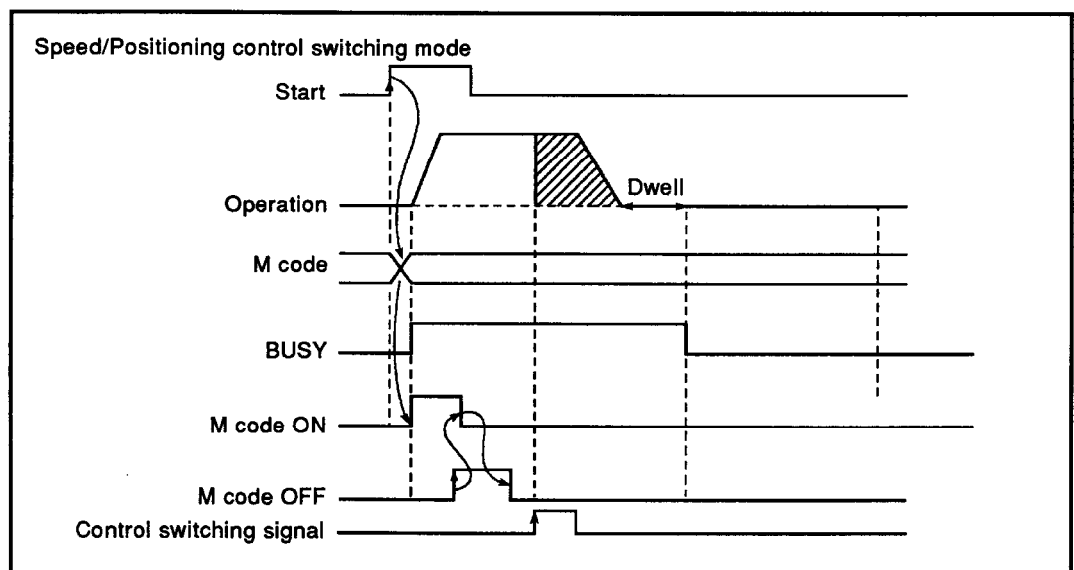 Speed/Positioning control switching mode
Start
Dwell
Operation
M code
BUSY
M code ON
M code OFF
Control switching signal